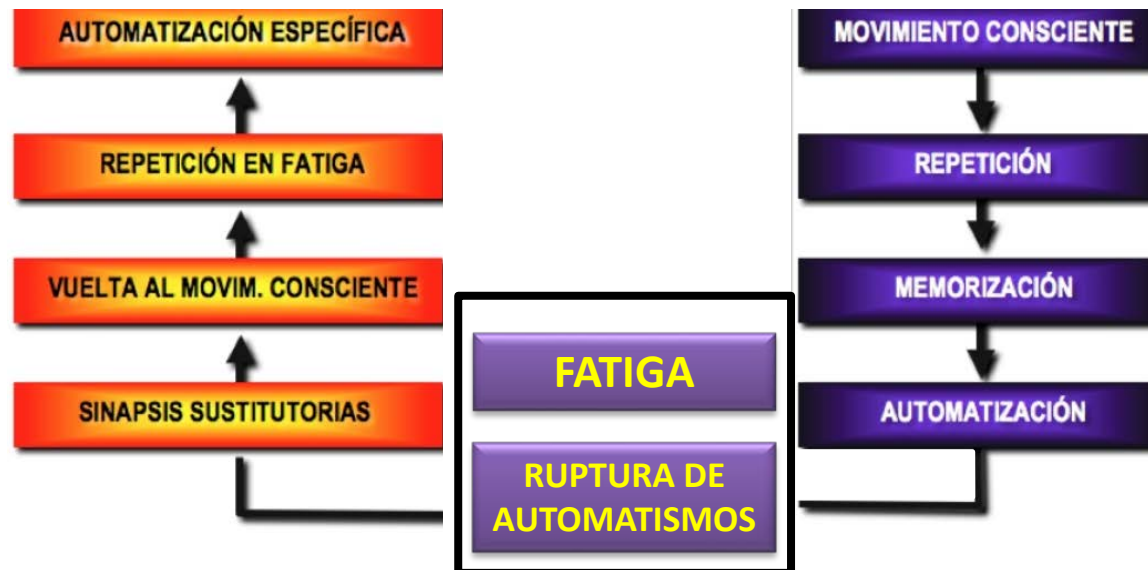 AUTOMATIZACIÓN ESPECÍFICA
REPETICIÓN EN FATIGA
VUELTA AL MOVIM. CONSCIENTE
SINAPSIS SUSTITUTORIAS
FATIGA
RUPTURA DE
AUTOMATISMOS
MOVIMIENTO CONSCIENTE
REPETICIÓN
MEMORIZACIÓN
AUTOMATIZACIÓN